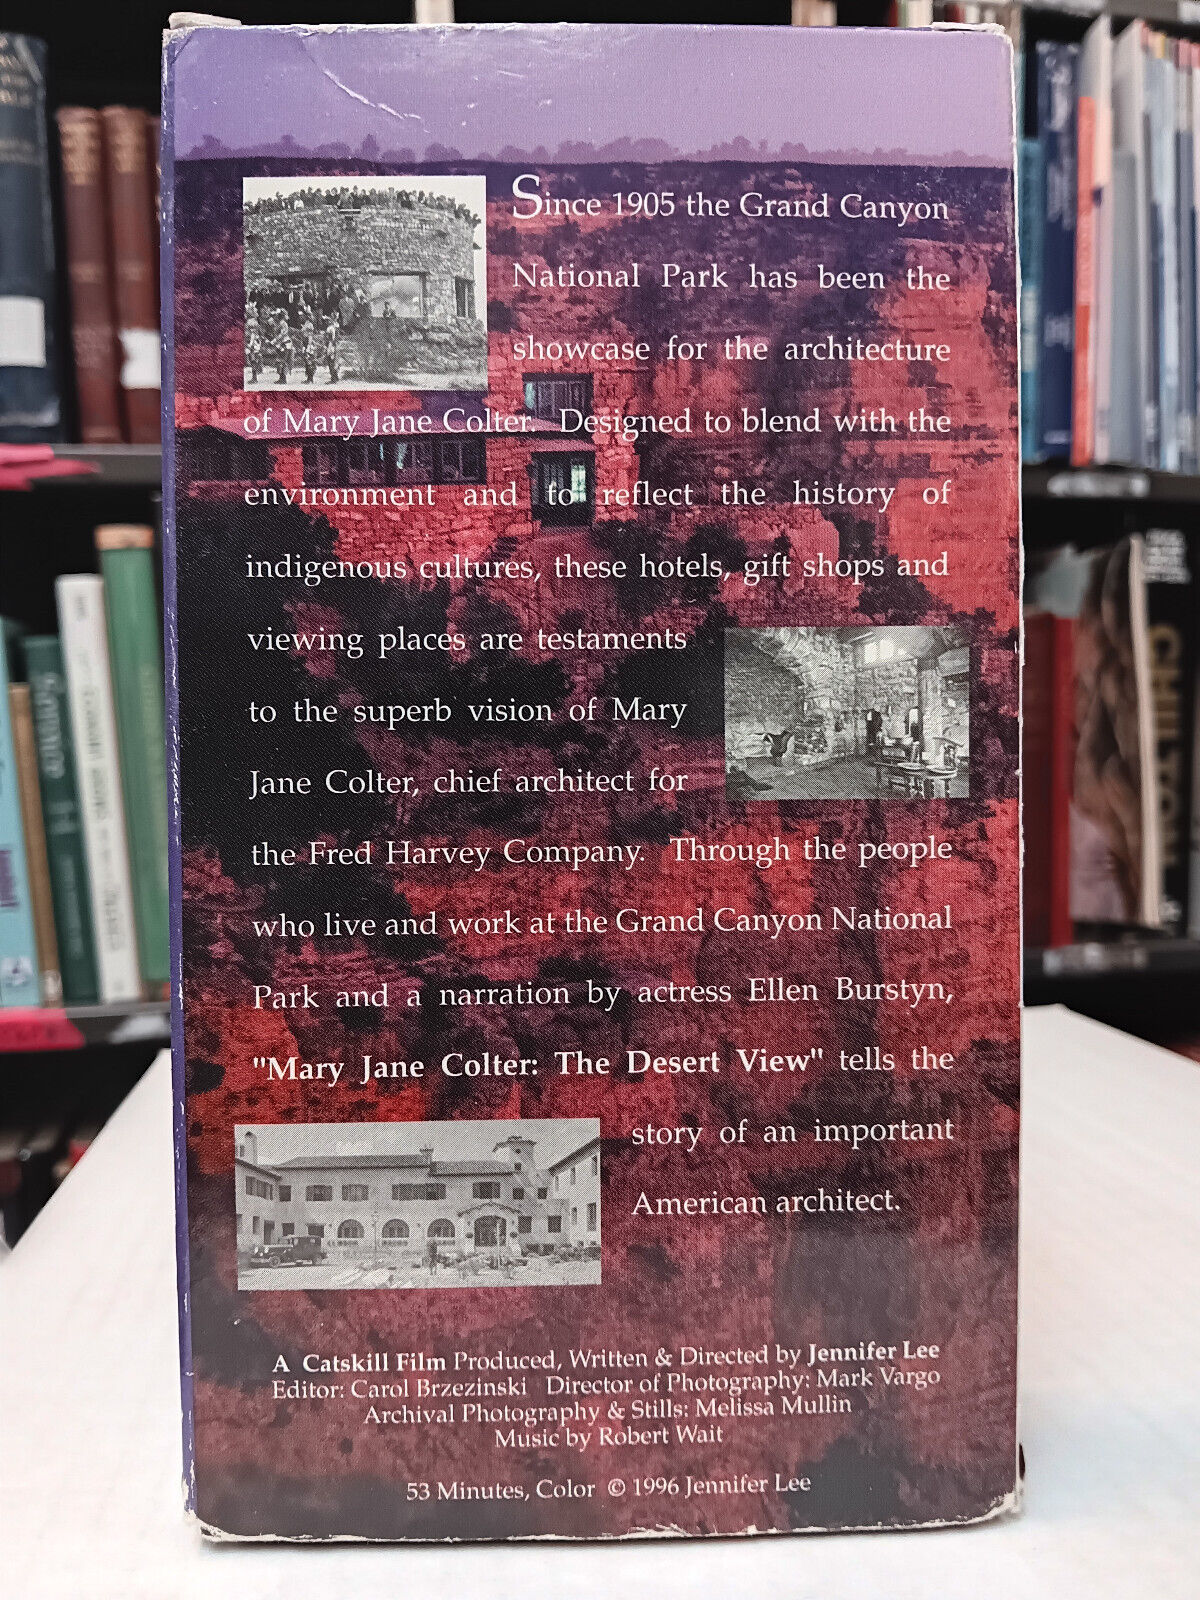 Since 1905 the Grand Canyon
National Park has been the
showcase for the architecture
of Mary Jane Colter. Designed to blend with the
environment and to reflect the history of
indigenous cultures, these hotels, gift shops and
viewing places are testaments
to the superb vision of Mary
Jane Colter, chief architect for
the Fred Harvey Company. Through the people
who live and work at the Grand Canyon National
Park and a narration by actress Ellen Burstyn,
"Mary Jane Colter: The Desert View" tells the
story of an important
American architect.
A Catskill Film Produced, Written & Directed by Jennifer Lee
Editor: Carol Brzezinski Director of Photography: Mark Vargo
Archival Photography & Stills: Melissa Mullin
Music by Robert Wait
53 Minutes, Color © 1996 Jennifer Lee
CHILTON